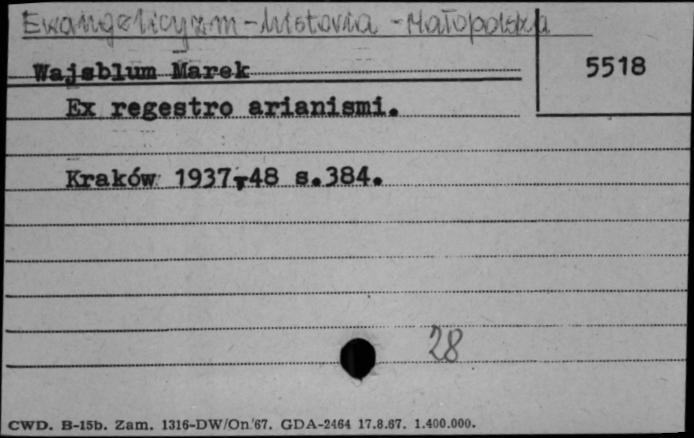 Ewangelicyzm - historia - Małopolska
Wajsblum Marek
5518
Ex regestro arianismi.
Kraków 1937-48 s.384.
28
CWD. B-15b. Zam. 1316-DW/On/67. GDA-2464 17.8.67. 1.400.000.